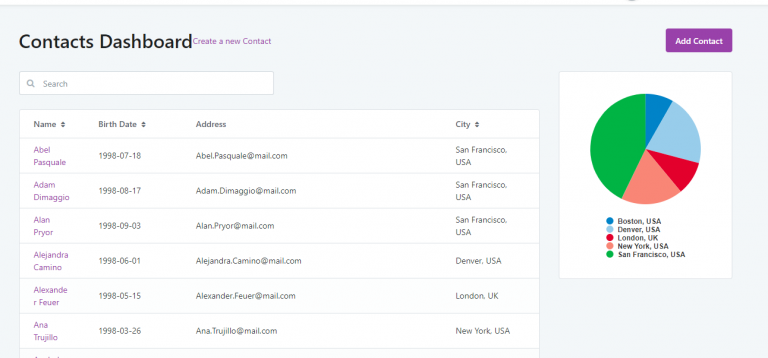 Contacts Dashboard Create a new Contact
Add Contact
Search
Name Birth Date Address City
Abel
Pasquale 1998-07-18 Abel.Pasquale@mail.com San Francisco,
USA
Adam
Dimaggio 1998-08-17 Adam.Dimaggio@mail.com San Francisco,
USA
Alan
Pryor 1998-09-03 Alan.Pryor@mail.com San Francisco,
USA
Alejandra
Camino 1998-06-01 Alejandra.Camino@mail.com Denver, USA
Alexande
r Feuer 1998-05-15 Alexander.Feuer@mail.com London, UK
Ana
Trujillo 1998-03-26 Ana.Trujillo@mail.com New York, USA
Boston, USA
Denver, USA
London, UK
New York, USA
San Francisco, USA